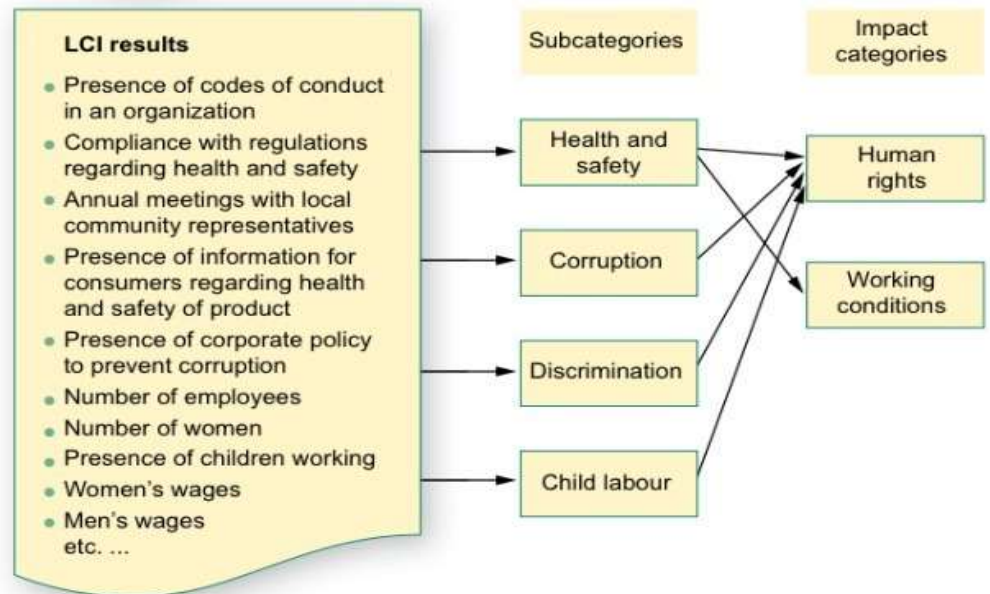 LCI results
• Presence of codes of conduct
in an organization
• Compliance with regulations
regarding health and safety
• Annual meetings with local
community representatives
• Presence of information for
consumers regarding health
and safety of product
• Presence of corporate policy
to prevent corruption
• Number of employees
• Number of women
• Presence of children working
• Women's wages
• Men's wages
etc. ...
Subcategories
Health and
safety
Corruption
Discrimination
Child labour
Impact
categories
Human
rights
Working
conditions